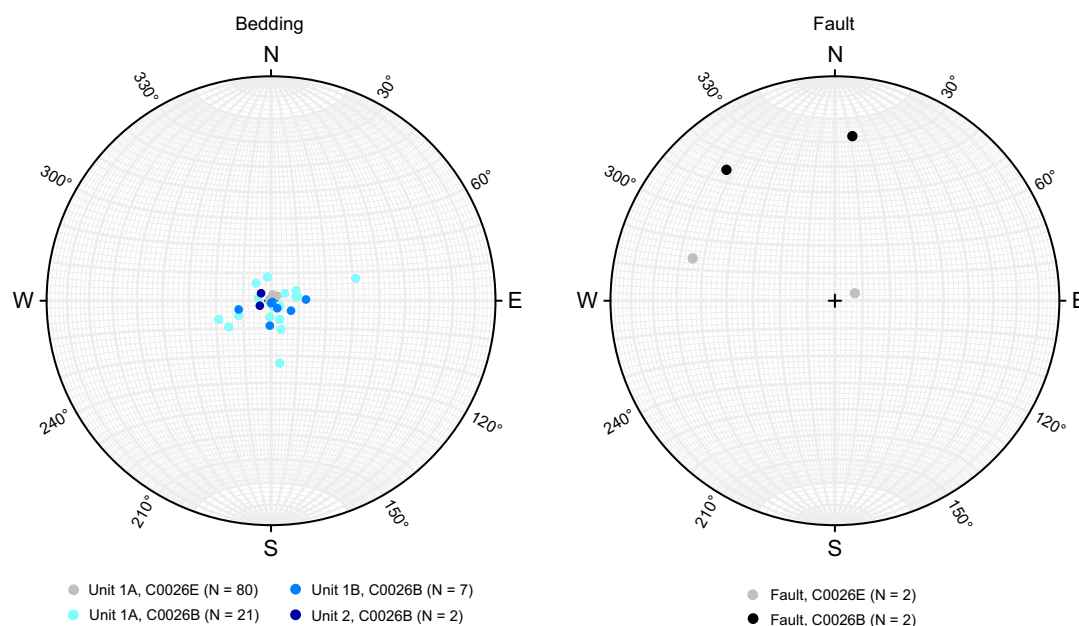 Bedding
N
330°
30°
300°
60°
W
E
240°
120°
210°
150°
S
Unit 1A, C0026E (N = 80)
Unit 1B, C0026B (N = 7)
Unit 1A, C0026B (N = 21)
Unit 2, C0026B (N = 2)
Fault
N
330°
30°
300°
60°
W
E
240°
120°
210°
150°
S
Fault, C0026E (N = 2)
Fault, C0026B (N = 2)